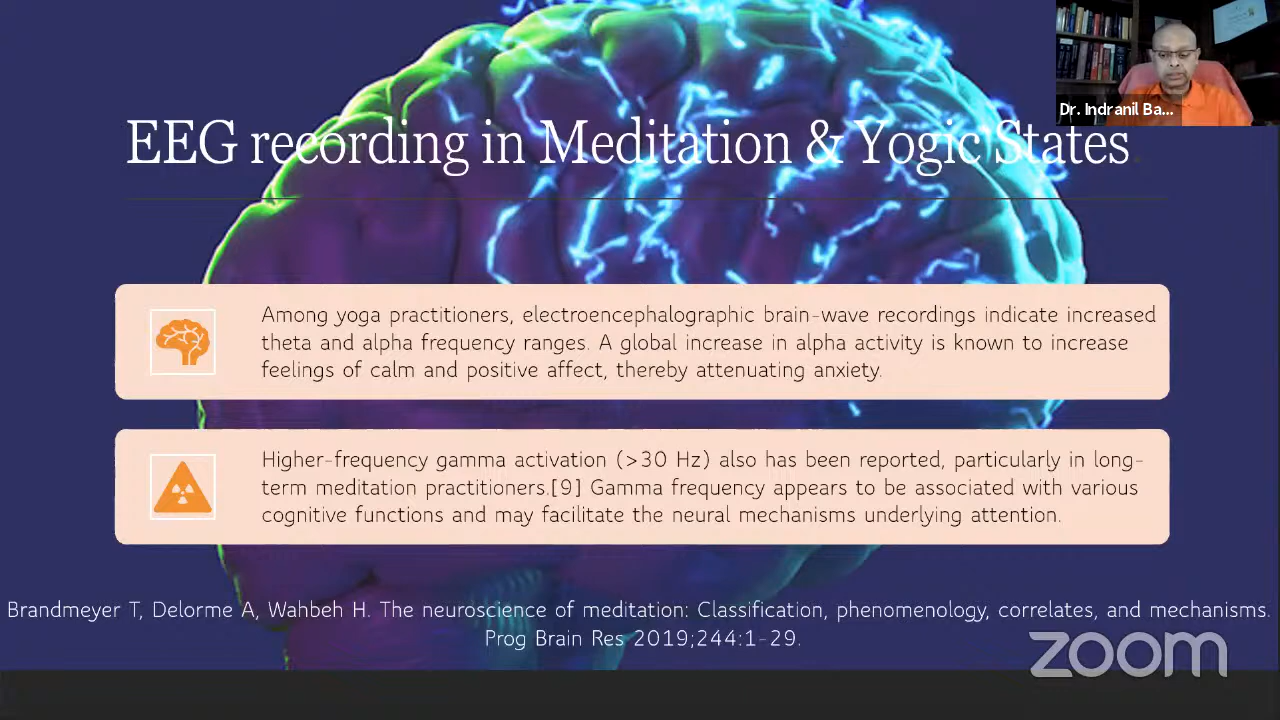 Dr. Indranil Ba...
EEG recording in Meditation & Yogic States.
Among yoga practitioners, electroencephalographic brain-wave recordings indicate increased
theta and alpha frequency ranges. A global increase in alpha activity is known to increase
feelings of calm and positive affect, thereby attenuating anxiety.
Higher-frequency gamma activation (>30 Hz) also has been reported, particularly in long-
term meditation practitioners.[9] Gamma frequency appears to be associated with various
cognitive functions and may facilitate the neural mechanisms underlying attention.
Brandmeyer T, Delorme A, Wahbeh H. The neuroscience of meditation: Classification, phenomenology, correlates, and mechanisms.
Prog Brain Res 2019;244:1-29.
zoom